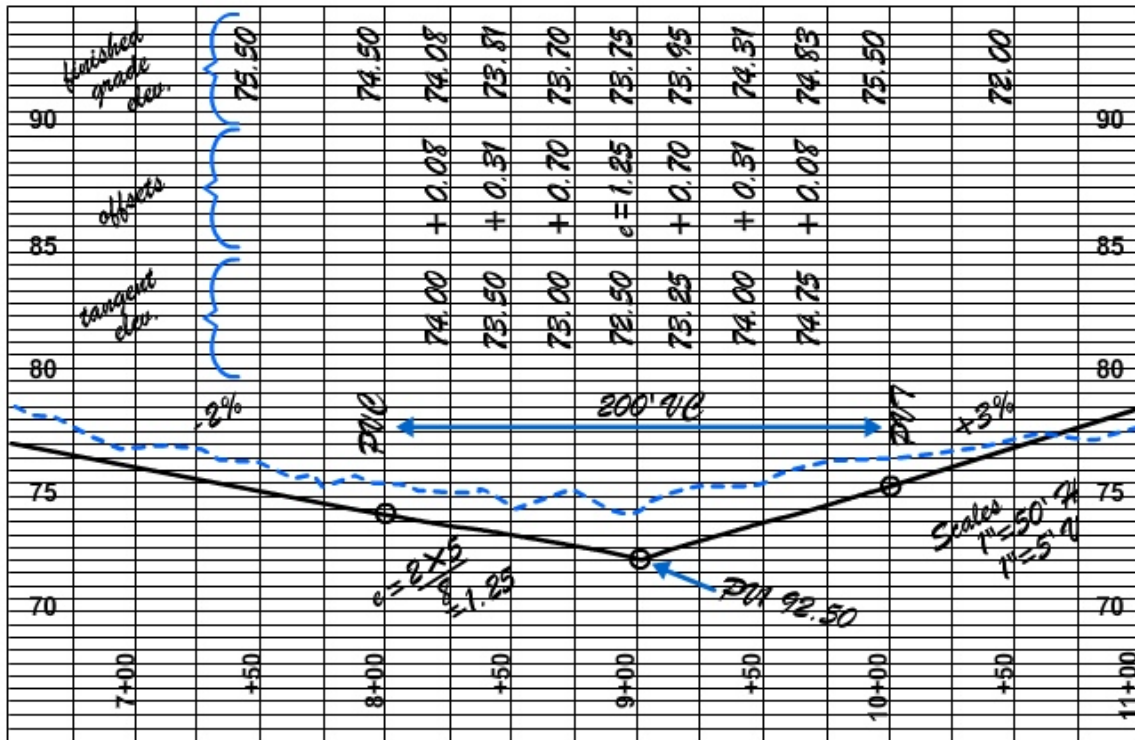 finished grade elev. 75.50 74.50 74.08 73.81 73.70 73.75 73.95 74.31 74.83 75.50 72.00
90 90
offsets + 0.08 + 0.31 + 0.70 e = 1.25 + 0.70 + 0.31 + 0.08
85 85
tangent elev. 74.00 73.50 73.00 72.50 73.25 74.00 74.75
80 80
-2% PVC 200' VC PVT +3%
75 75
Scales
1"=50' H
1"=5' V
e = 2 X 5
8
= 1.25
PVI 92.50
70 70
7+00 +50 8+00 +50 9+00 +50 10+00 +50 11+00